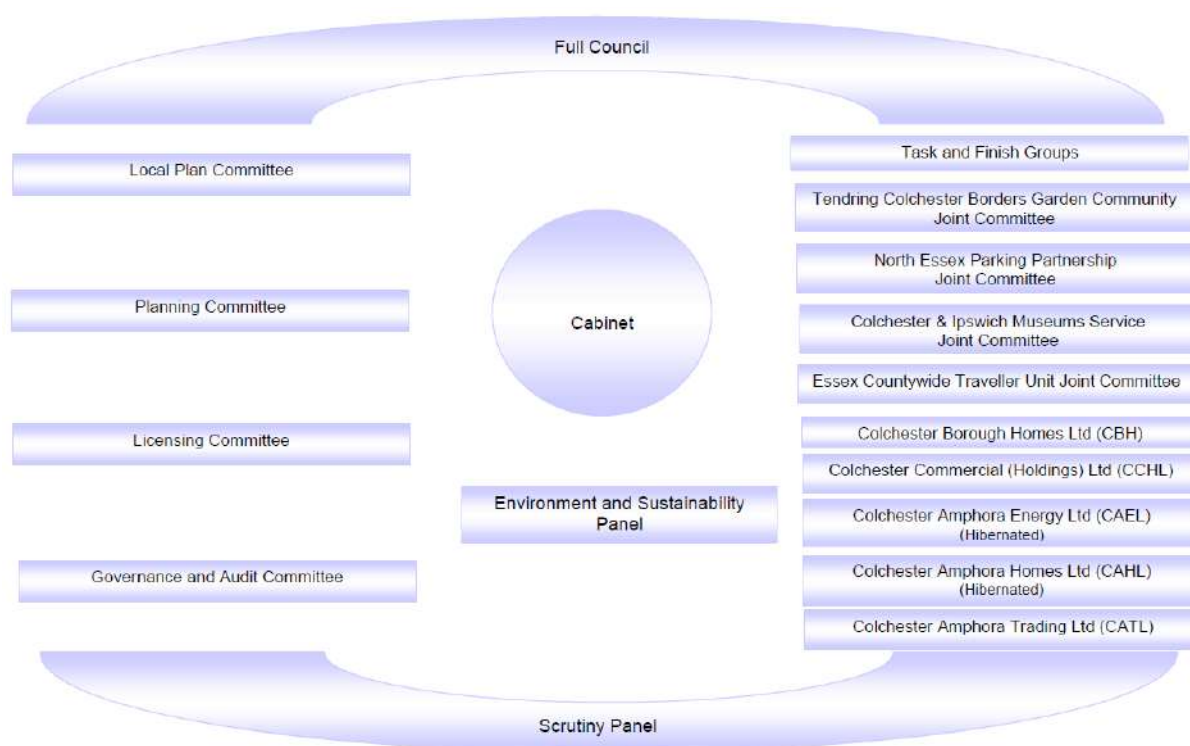 Full Council
Local Plan Committee
Planning Committee
Licensing Committee
Governance and Audit Committee
Cabinet
Environment and Sustainability
Panel
Task and Finish Groups
Tendring Colchester Borders Garden Community
Joint Committee
North Essex Parking Partnership
Joint Committee
Colchester & Ipswich Museums Service
Joint Committee
Essex Countywide Traveller Unit Joint Committee
Colchester Borough Homes Ltd (CBH)
Colchester Commercial (Holdings) Ltd (CCHL)
Colchester Amphora Energy Ltd (CAEL)
(Hibernated)
Colchester Amphora Homes Ltd (CAHL)
(Hibernated)
Colchester Amphora Trading Ltd (CATL)
Scrutiny Panel